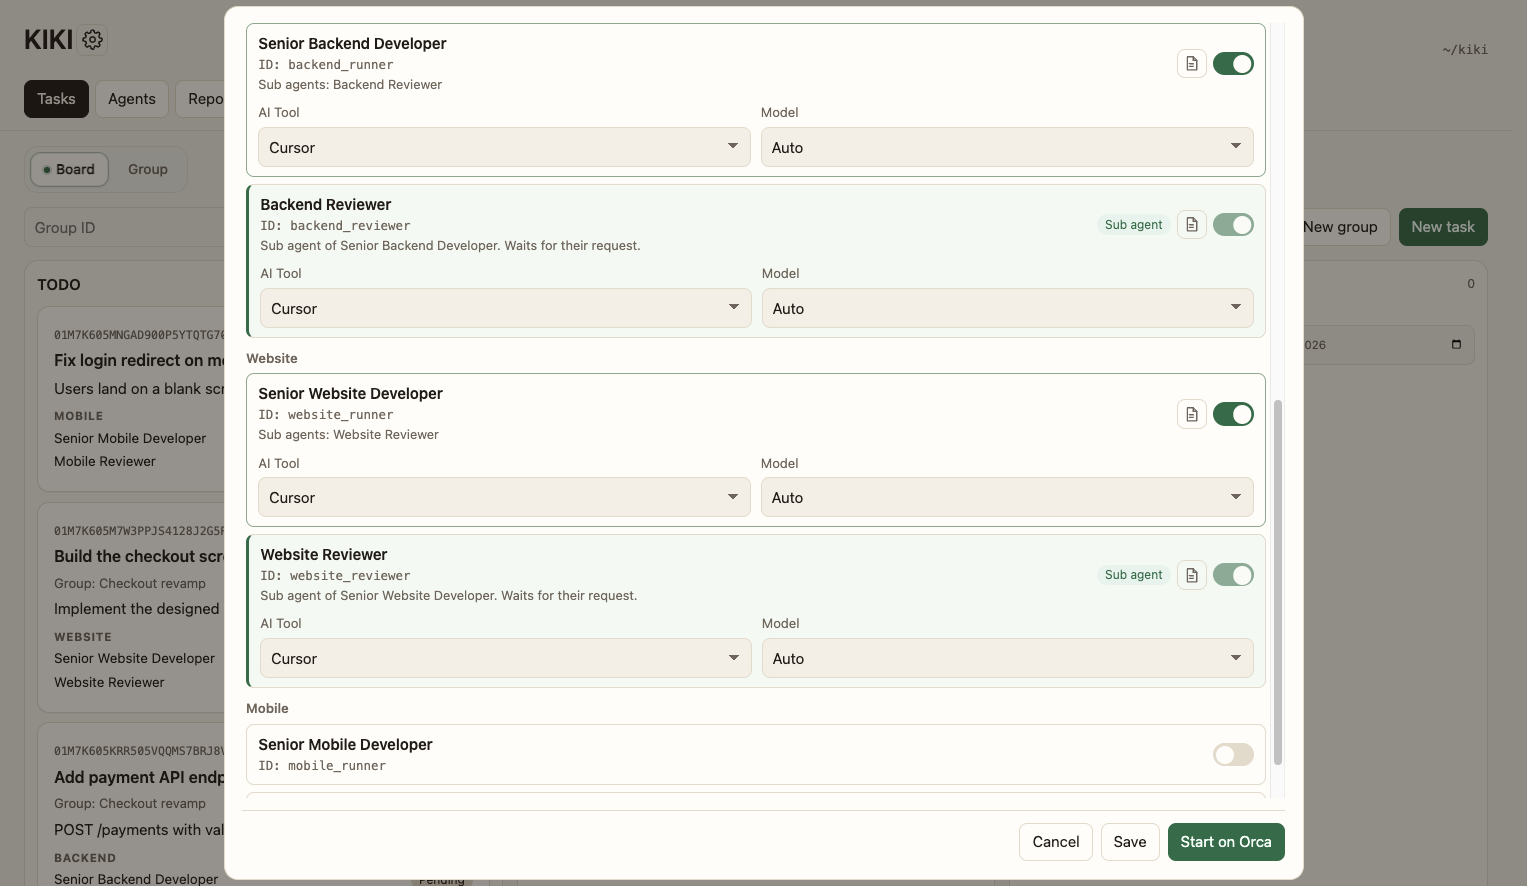 KIKI
~/kiki
Tasks
Agents
Repo
Board
Group
Group ID
New group
New task
TODO
0
01M7K605MNGAD900P5YTQTG7
Fix login redirect on m
Users land on a blank scr
MOBILE
Senior Mobile Developer
Mobile Reviewer
026
01M7K605M7W3PPJS4128J2G5
Build the checkout scr
Group: Checkout revamp
Implement the designed
WEBSITE
Senior Website Developer
Website Reviewer
01M7K605KRR505VQQMS7BRJ8
Add payment API endp
Group: Checkout revamp
POST /payments with val
BACKEND
Senior Backend Developer
Pending
Senior Backend Developer
ID: backend_runner
Sub agents: Backend Reviewer
AI Tool
Model
Cursor
Auto
Backend Reviewer
ID: backend_reviewer
Sub agent of Senior Backend Developer. Waits for their request.
Sub agent
AI Tool
Model
Cursor
Auto
Website
Senior Website Developer
ID: website_runner
Sub agents: Website Reviewer
AI Tool
Model
Cursor
Auto
Website Reviewer
ID: website_reviewer
Sub agent of Senior Website Developer. Waits for their request.
Sub agent
AI Tool
Model
Cursor
Auto
Mobile
Senior Mobile Developer
ID: mobile_runner
Cancel
Save
Start on Orca